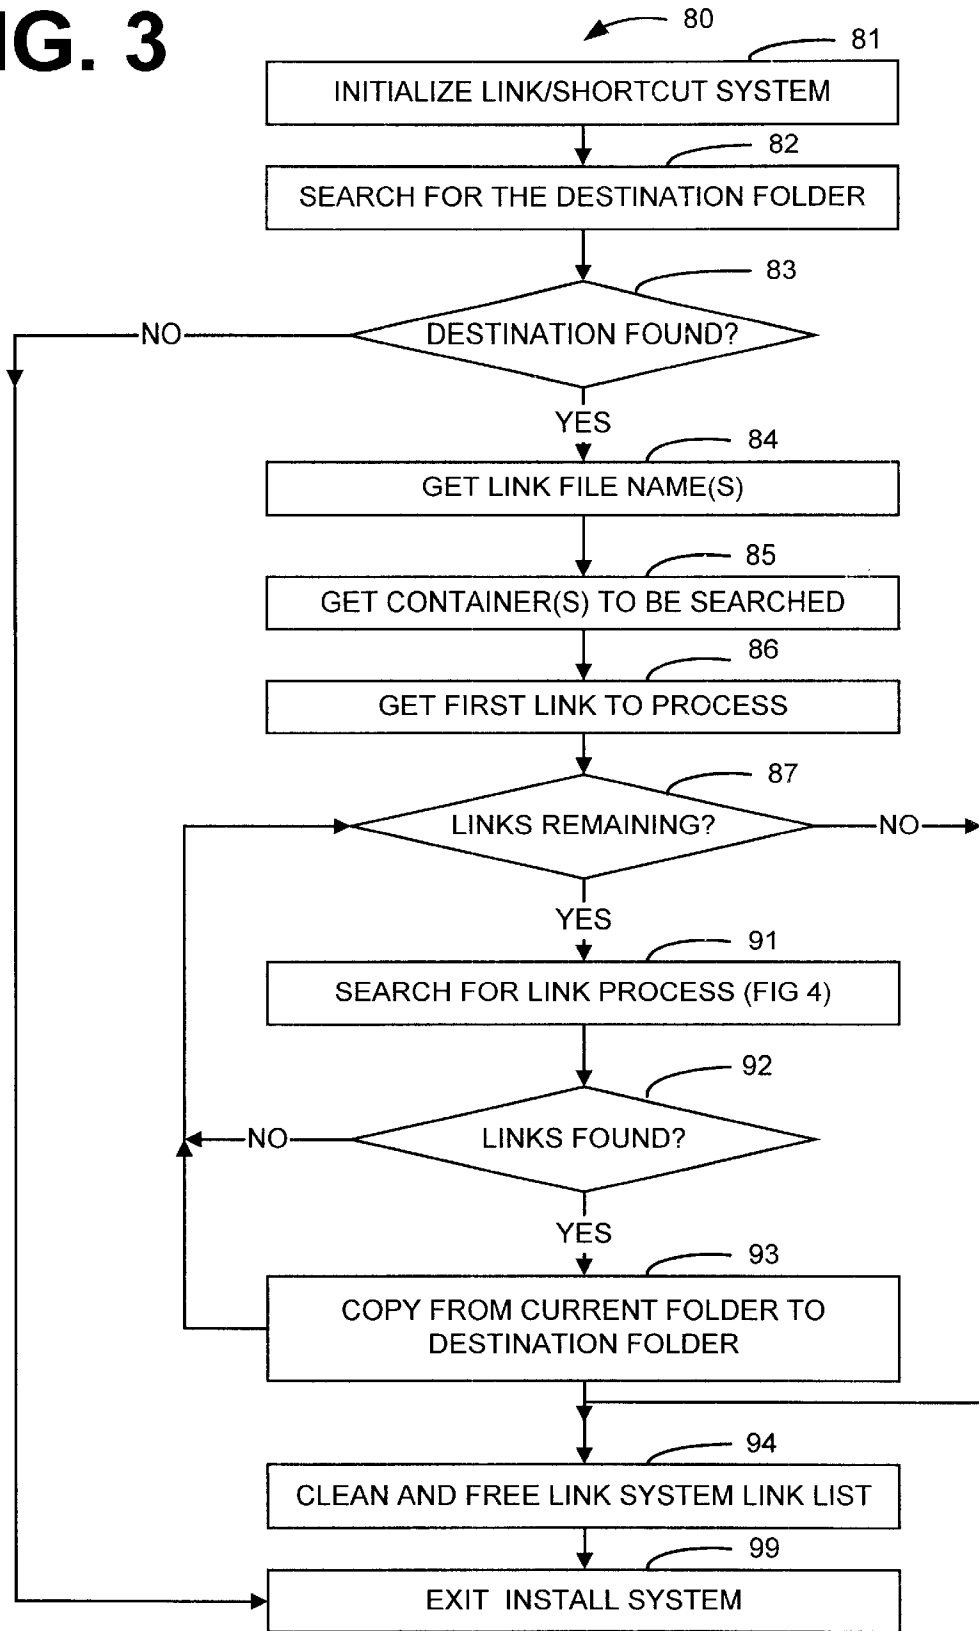 IG. 3
80
81
INITIALIZE LINK/SHORTCUT SYSTEM
82
SEARCH FOR THE DESTINATION FOLDER
83
NO
DESTINATION FOUND?
YES
84
GET LINK FILE NAME(S)
85
GET CONTAINER(S) TO BE SEARCHED
86
GET FIRST LINK TO PROCESS
87
LINKS REMAINING?
NO
YES
91
SEARCH FOR LINK PROCESS (FIG 4)
92
NO
LINKS FOUND?
YES
93
COPY FROM CURRENT FOLDER TO
DESTINATION FOLDER
94
CLEAN AND FREE LINK SYSTEM LINK LIST
99
EXIT INSTALL SYSTEM